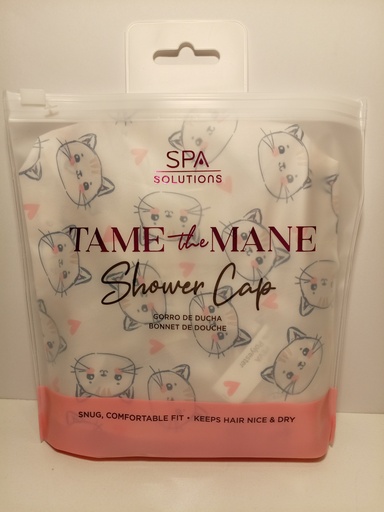 SPA
SOLUTIONS
TAME the MANE
Shower Cap
GORRO DE DUCHA
BONNET DE DOUCHE
SNUG, COMFORTABLE FIT • KEEPS HAIR NICE & DRY